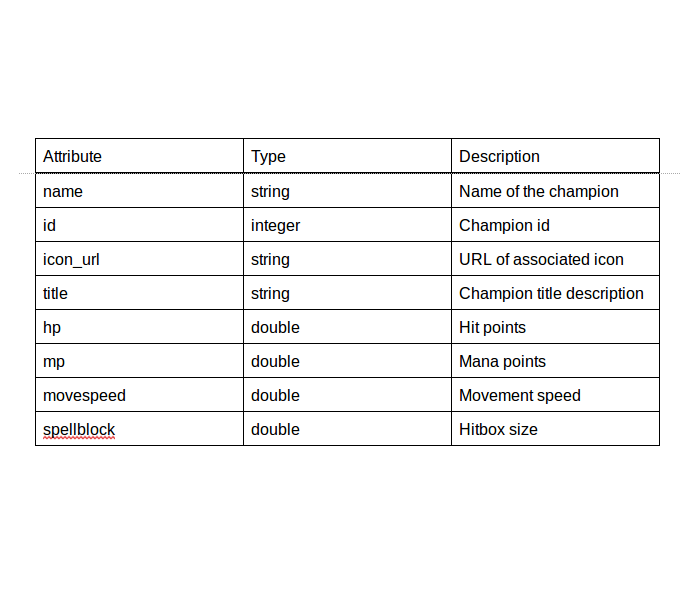 Attribute Type Description
name string Name of the champion
id integer Champion id
icon_url string URL of associated icon
title string Champion title description
hp double Hit points
mp double Mana points
movespeed double Movement speed
spellblock double Hitbox size